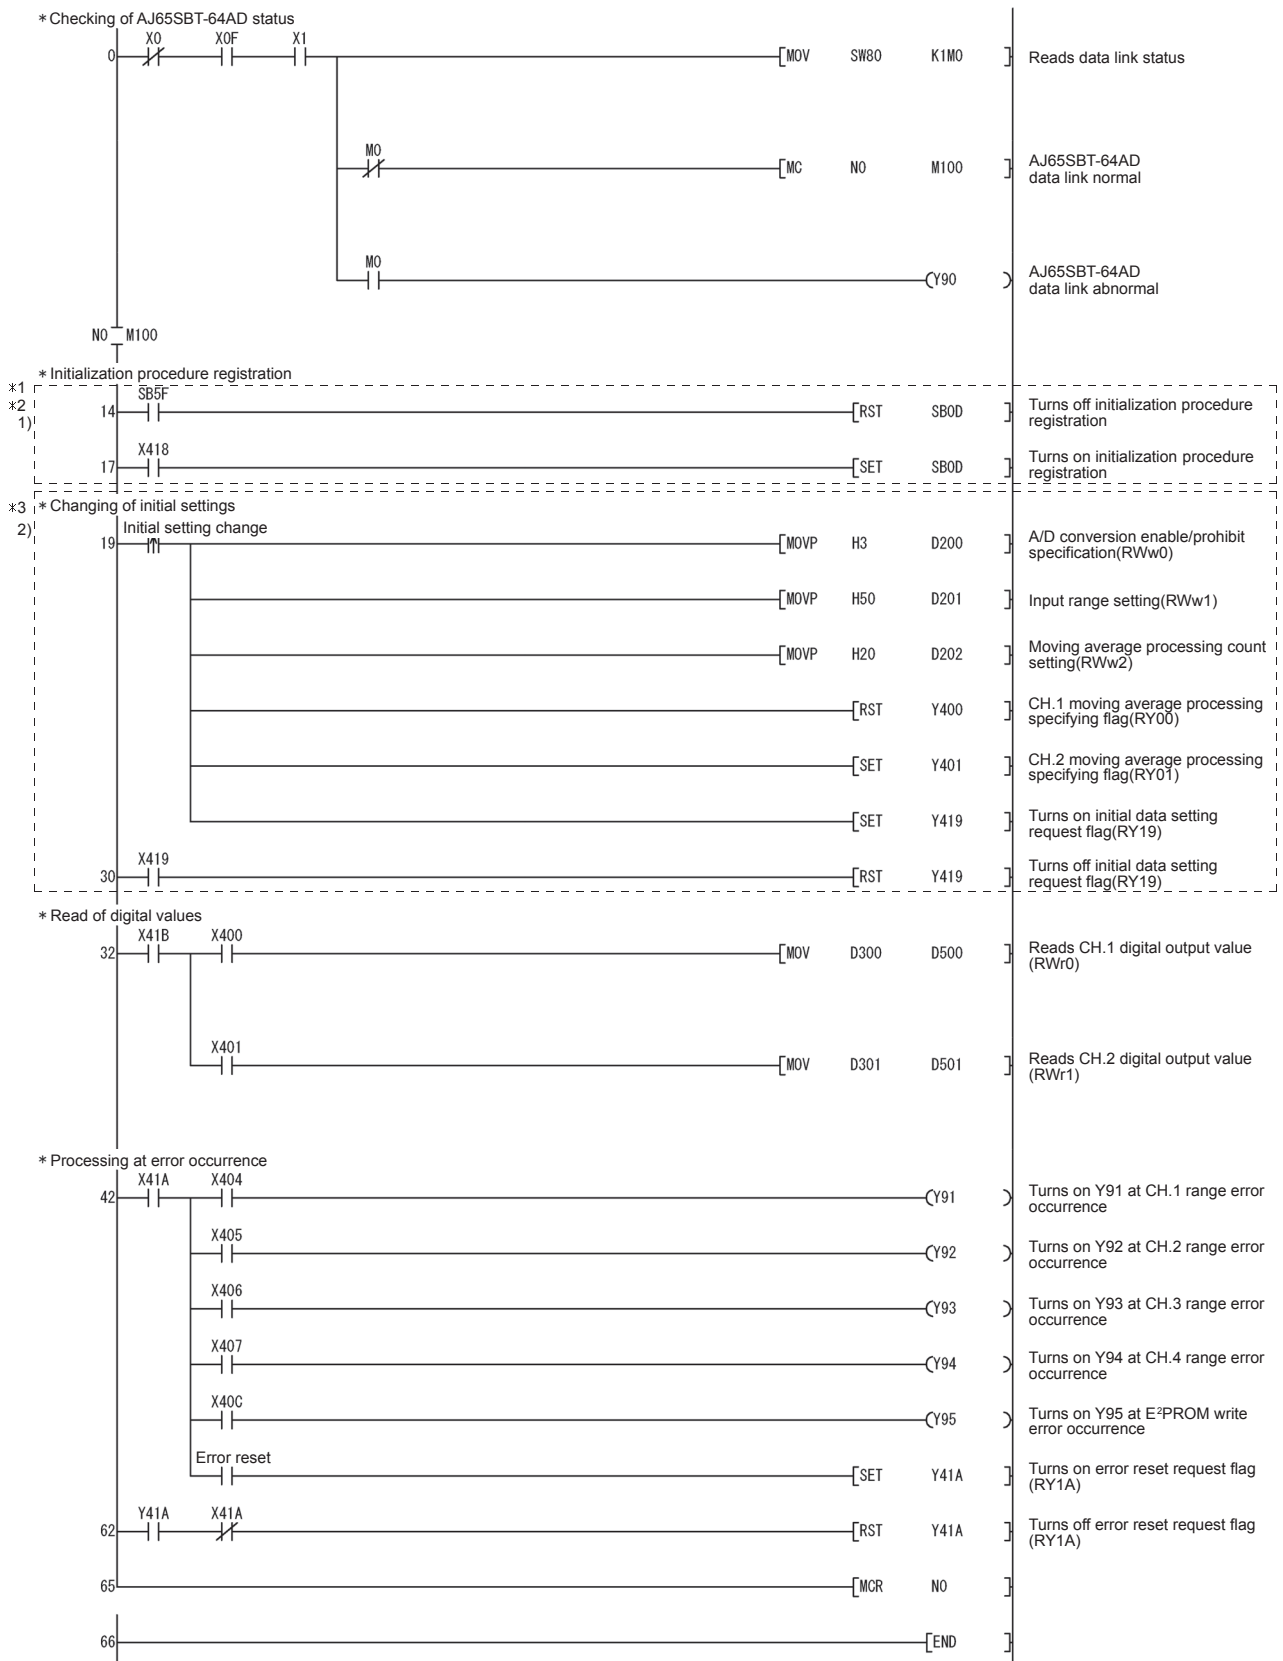 *Checking of AJ65SBT-64AD status
X0 X0F X1
0 MOV SW80 K1M0 Reads data link status
M0
MC N0 M100 AJ65SBT-64AD
data link normal
M0
Y90 AJ65SBT-64AD
data link abnormal
N0 M100
*Initialization procedure registration
*1
*2
1)
SB5F
14 RST SB0D Turns off initialization procedure
registration
X418
17 SET SB0D Turns on initialization procedure
registration
*3 *Changing of initial settings
2) Initial setting change
19 MOVP H3 D200 A/D conversion enable/prohibit
specification(RWw0)
MOVP H50 D201 Input range setting(RWw1)
MOVP H20 D202 Moving average processing count
setting(RWw2)
RST Y400 CH.1 moving average processing
specifying flag(RY00)
SET Y401 CH.2 moving average processing
specifying flag(RY01)
SET Y419 Turns on initial data setting
request flag(RY19)
X419
30 RST Y419 Turns off initial data setting
request flag(RY19)
*Read of digital values
X41B X400
32 MOV D300 D500 Reads CH.1 digital output value
(RWr0)
X401
MOV D301 D501 Reads CH.2 digital output value
(RWr1)
*Processing at error occurrence
X41A X404
42 Y91 Turns on Y91 at CH.1 range error
occurrence
X405
Y92 Turns on Y92 at CH.2 range error
occurrence
X406
Y93 Turns on Y93 at CH.3 range error
occurrence
X407
Y94 Turns on Y94 at CH.4 range error
occurrence
X40C
Y95 Turns on Y95 at E²PROM write
error occurrence
Error reset
SET Y41A Turns on error reset request flag
(RY1A)
Y41A X41A
62 RST Y41A Turns off error reset request flag
(RY1A)
65 MCR N0
66 END